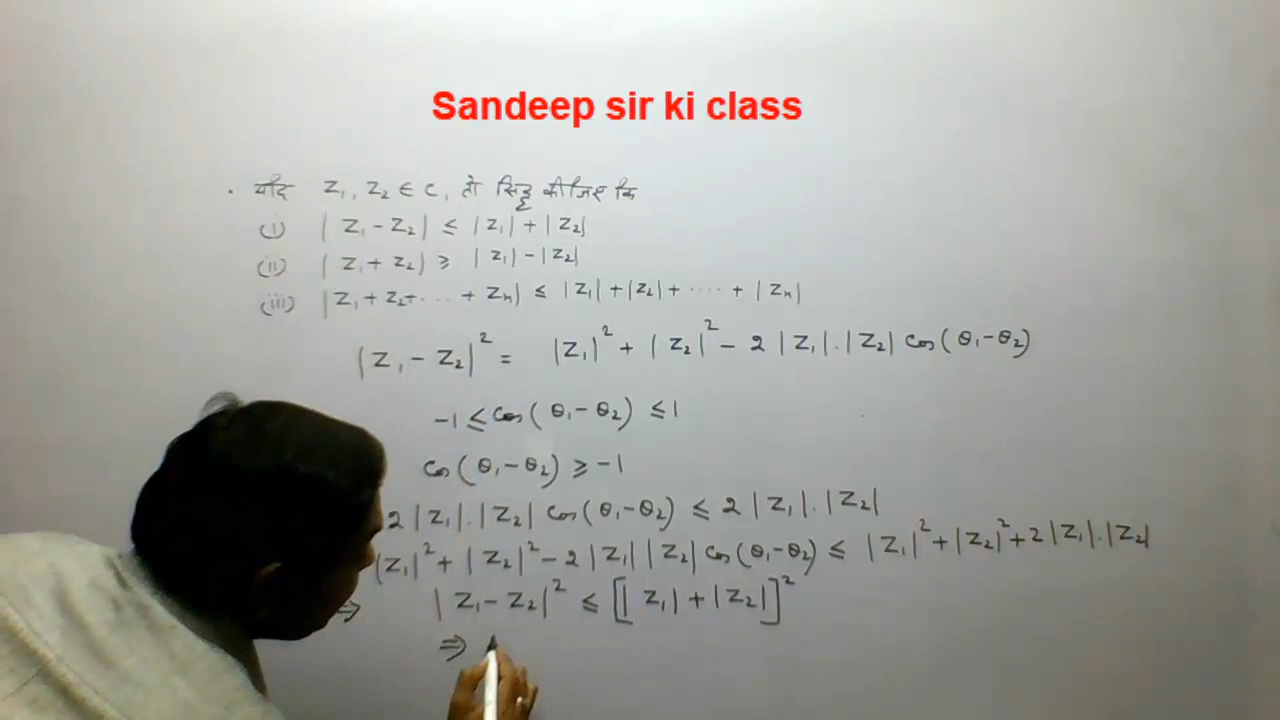 Sandeep sir ki class
. यदि Z₁, Z₂ ∈ C, तो सिद्ध कीजिए कि
(i) |Z₁ - Z₂| ≤ |Z₁| + |Z₂|
(ii) |Z₁ + Z₂| ≥ |Z₁| - |Z₂|
(iii) |Z₁ + Z₂ + ... + Zₙ| ≤ |Z₁| + |Z₂| + ..... + |Zₙ|
|Z₁ - Z₂|² = |Z₁|² + |Z₂|² - 2|Z₁|.|Z₂| cos(θ₁-θ₂)
-1 ≤ cos(θ₁-θ₂) ≤ 1
cos(θ₁-θ₂) ≥ -1
2|Z₁|.|Z₂| cos(θ₁-θ₂) ≤ 2|Z₁|.|Z₂|
|Z₁|² + |Z₂|² - 2|Z₁||Z₂| cos(θ₁-θ₂) ≤ |Z₁|² + |Z₂|² + 2|Z₁|.|Z₂|
⇒ |Z₁ - Z₂|² ≤ [|Z₁| + |Z₂|]²
⇒